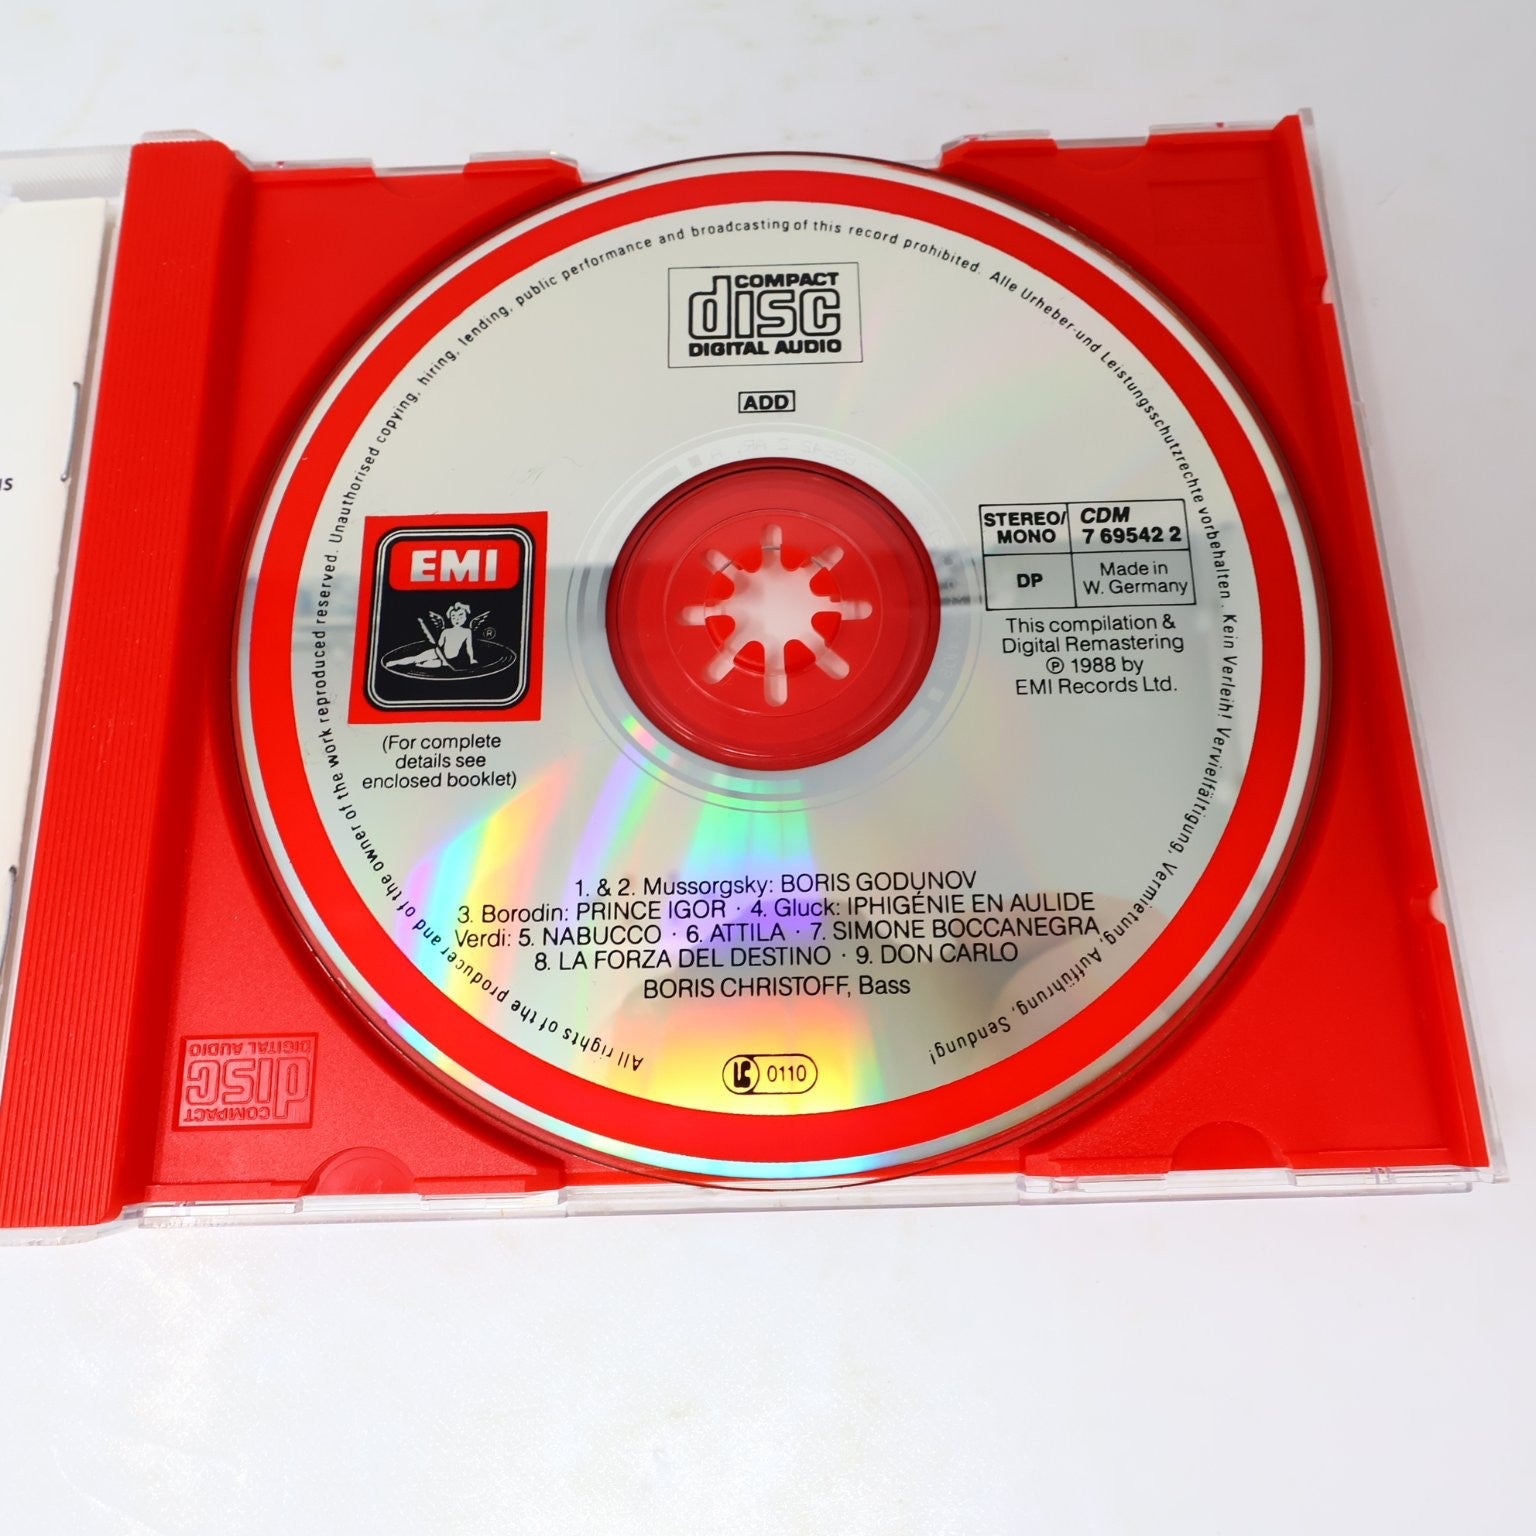 All rights of the producer and of the owner of the work reproduced reserved. Unauthorised copying, hiring, lending, public performance and broadcasting of this record prohibited. Alle Urheber-und Leistungsschutzrechte vorbehalten. Kein Verleih! Vervielfältigung, Vermietung, Aufführung, Sendung!
COMPACT
disc
DIGITAL AUDIO
ADD
EMI
®
(For complete
details see
enclosed booklet)
STEREO/
MONO
CDM
7 69542 2
DP
Made in
W. Germany
This compilation &
Digital Remastering
℗ 1988 by
EMI Records Ltd.
1. & 2. Mussorgsky: BORIS GODUNOV
3. Borodin: PRINCE IGOR · 4. Gluck: IPHIGÉNIE EN AULIDE
Verdi: 5. NABUCCO · 6. ATTILA · 7. SIMONE BOCCANEGRA
8. LA FORZA DEL DESTINO · 9. DON CARLO
BORIS CHRISTOFF, Bass
LC 0110
COMPACT
disc
DIGITAL AUDIO